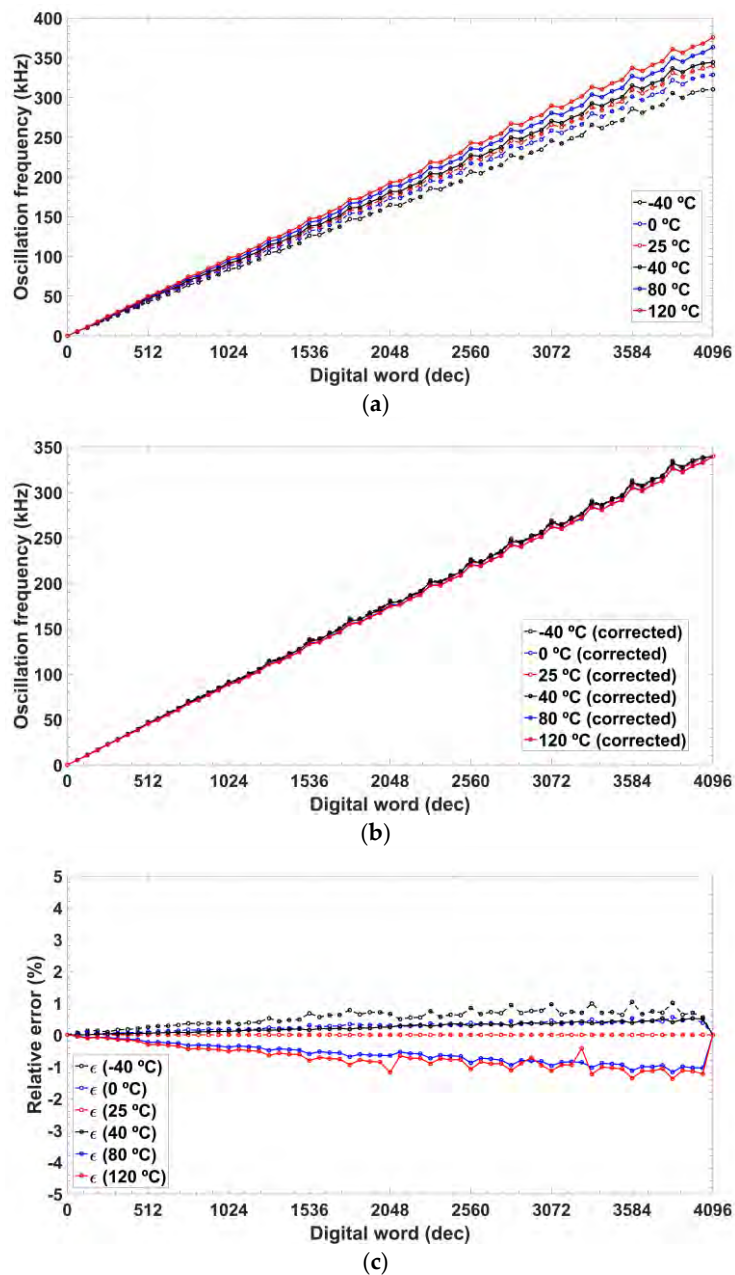 400
350
300
250
200
150
100
50
0
Oscillation frequency (kHz)
-40 ºC
0 ºC
25 ºC
40 ºC
80 ºC
120 ºC
0 512 1024 1536 2048 2560 3072 3584 4096
Digital word (dec)
(a)
350
300
250
200
150
100
50
0
Oscillation frequency (kHz)
-40 ºC (corrected)
0 ºC (corrected)
25 ºC (corrected)
40 ºC (corrected)
80 ºC (corrected)
120 ºC (corrected)
0 512 1024 1536 2048 2560 3072 3584 4096
Digital word (dec)
(b)
5
4
3
2
1
0
-1
-2
-3
-4
-5
Relative error (%)
ϵ (-40 ºC)
ϵ (0 ºC)
ϵ (25 ºC)
ϵ (40 ºC)
ϵ (80 ºC)
ϵ (120 ºC)
0 512 1024 1536 2048 2560 3072 3584 4096
Digital word (dec)
(c)